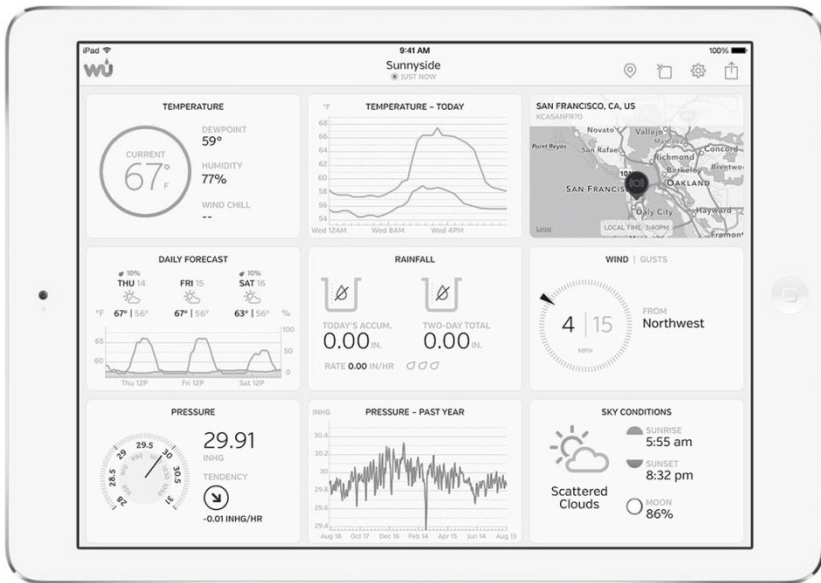 iPad
9:41 AM
100%
wu
Sunnyside
JUST NOW
TEMPERATURE
CURRENT
67°
F
DEWPOINT
59°
HUMIDITY
77%
WIND CHILL
--
TEMPERATURE – TODAY
°F
68
66
64
62
60
58
56
54
Wed 12AM Wed 8AM Wed 4PM
SAN FRANCISCO, CA, US
KCASANFR70
Novato
Vallejo
Point Reyes
San Rafael
Concord
Richmond
Berkeley
Brentwo
101
SAN FRANCIS
OAKLAND
Daly City
Hayward
Legal
LOCAL TIME: 3:40PM
Fremont
DAILY FORECAST
10% 10%
THU 14 FRI 15 SAT 16
°F 67° | 56° 67° | 56° 63° | 56° %
100
65
50
60
0
Thu 12P Fri 12P Sat 12P
RAINFALL
TODAY'S ACCUM.
0.00 IN.
TWO-DAY TOTAL
0.00 IN.
RATE 0.00 IN/HR
WIND | GUSTS
4 | 15
MPH
FROM
Northwest
PRESSURE
28
28.5
29
29.5
30
30.5
31
29.91
INHG
TENDENCY
-0.01 INHG/HR
PRESSURE – PAST YEAR
INHG
30.4
30.2
30
29.8
29.6
29.4
Aug 18 Oct 17 Dec 16 Feb 14 Apr 15 Jun 14 Aug 13
SKY CONDITIONS
Scattered
Clouds
SUNRISE
5:55 am
SUNSET
8:32 pm
MOON
86%